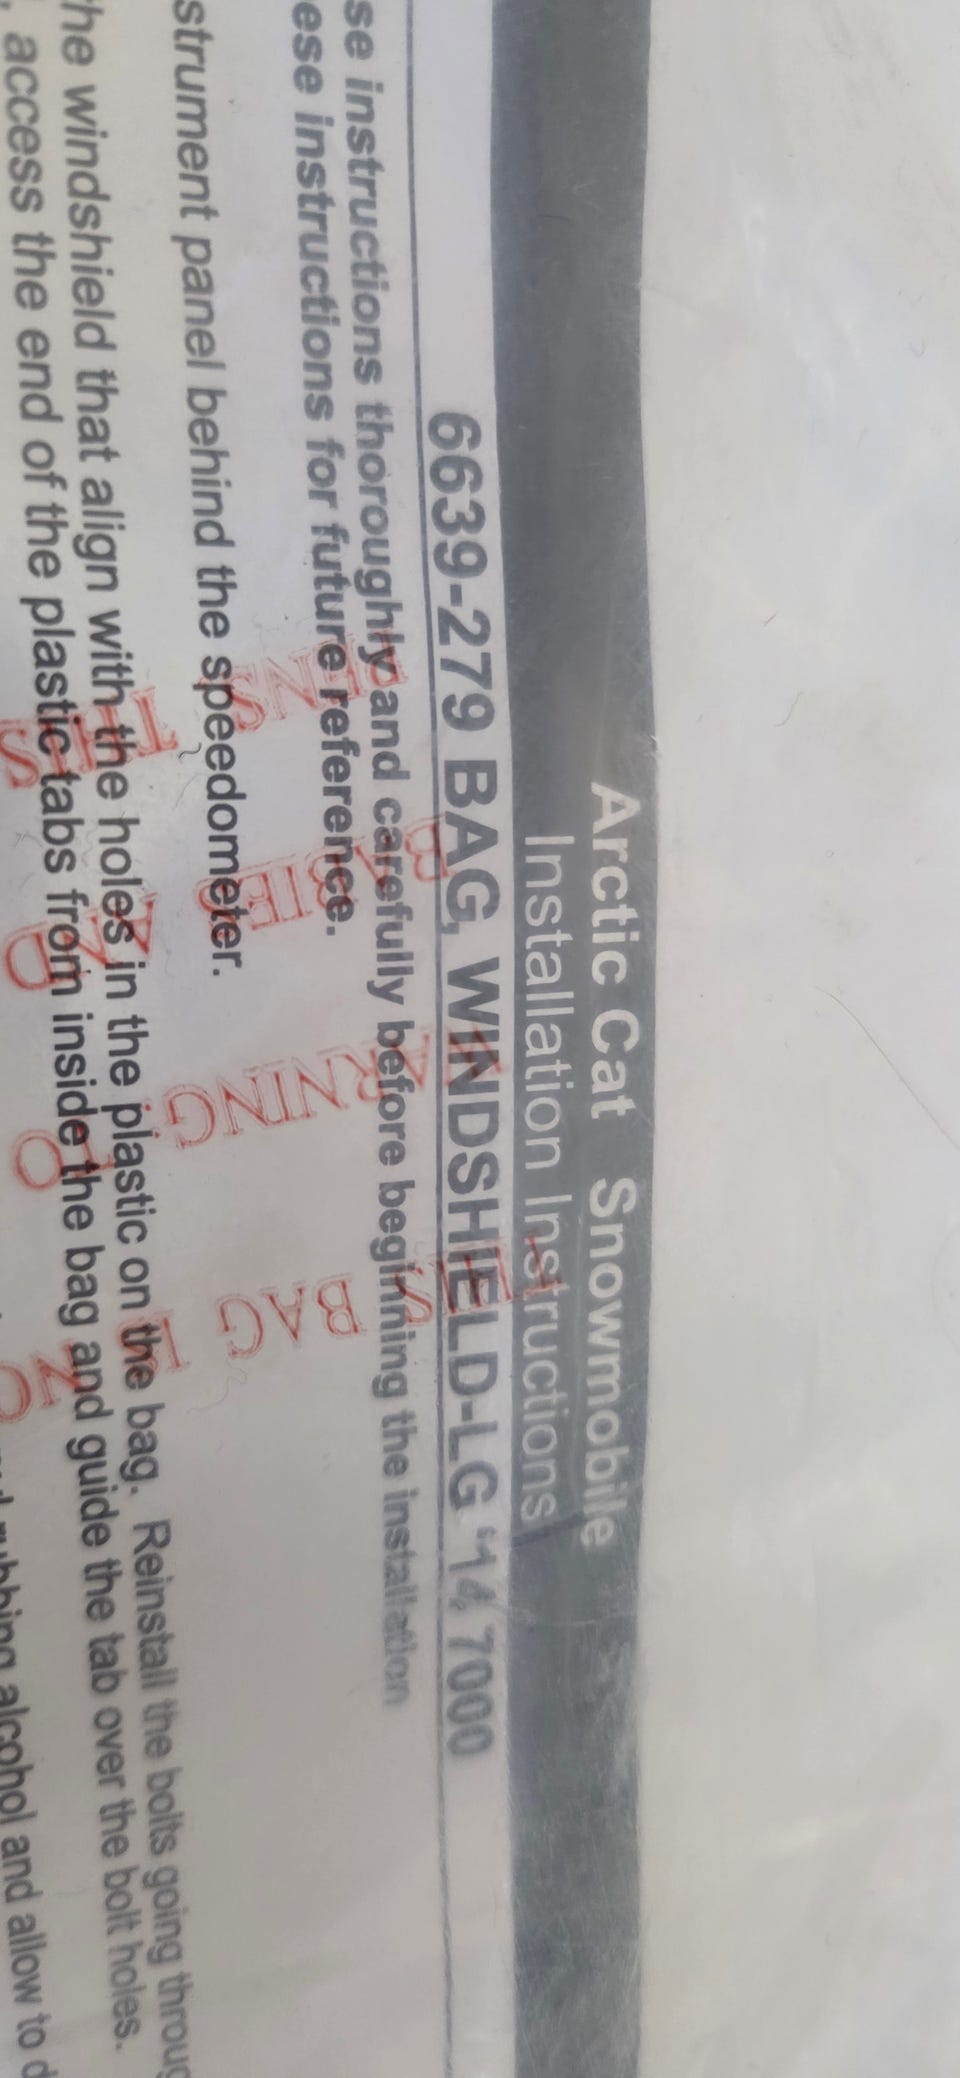 Arctic Cat Snowmobile
Installation Instructions
6639-279 BAG, WINDSHIELD-LG '14, 7000
se instructions thoroughly and carefully before beginning the installation
ese instructions for future reference.
strument panel behind the speedometer.
he windshield that align with the holes in the plastic on the bag. Reinstall the bolts going throug
, access the end of the plastic tabs from inside the bag and guide the tab over the bolt holes.
rubbing alcohol and allow to d
WARNING
BAG